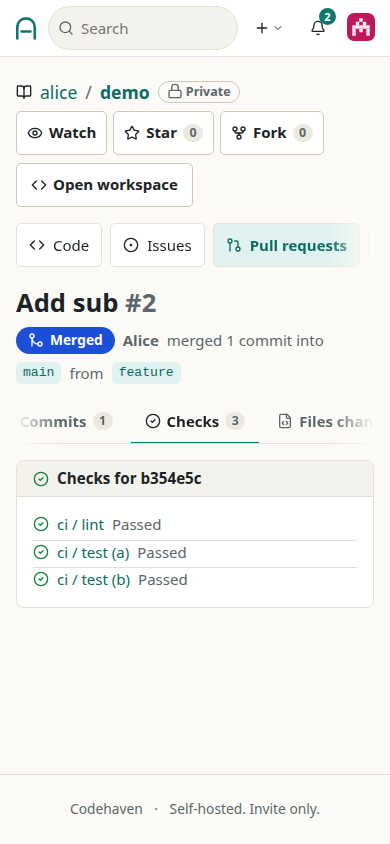 Search
2
alice / demo Private
Watch Star 0 Fork 0
Open workspace
Code Issues Pull requests
Add sub #2
Merged Alice merged 1 commit into
main from feature
Commits 1 Checks 3 Files chan
Checks for b354e5c
ci / lint Passed
ci / test (a) Passed
ci / test (b) Passed
Codehaven · Self-hosted. Invite only.